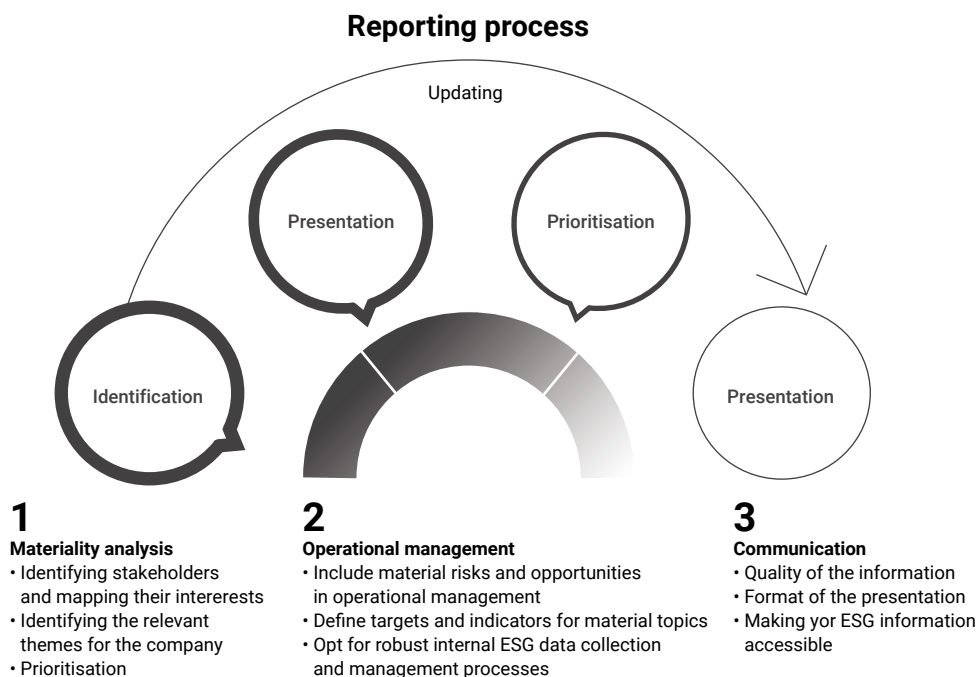 Reporting process
Updating
Presentation
Prioritisation
Identification
Presentation
1
Materiality analysis
• Identifying stakeholders
and mapping their intererests
• Identifying the relevant
themes for the company
• Prioritisation
2
Operational management
• Include material risks and opportunities
in operational management
• Define targets and indicators for material topics
• Opt for robust internal ESG data collection
and management processes
3
Communication
• Quality of the information
• Format of the presentation
• Making yor ESG information
accessible